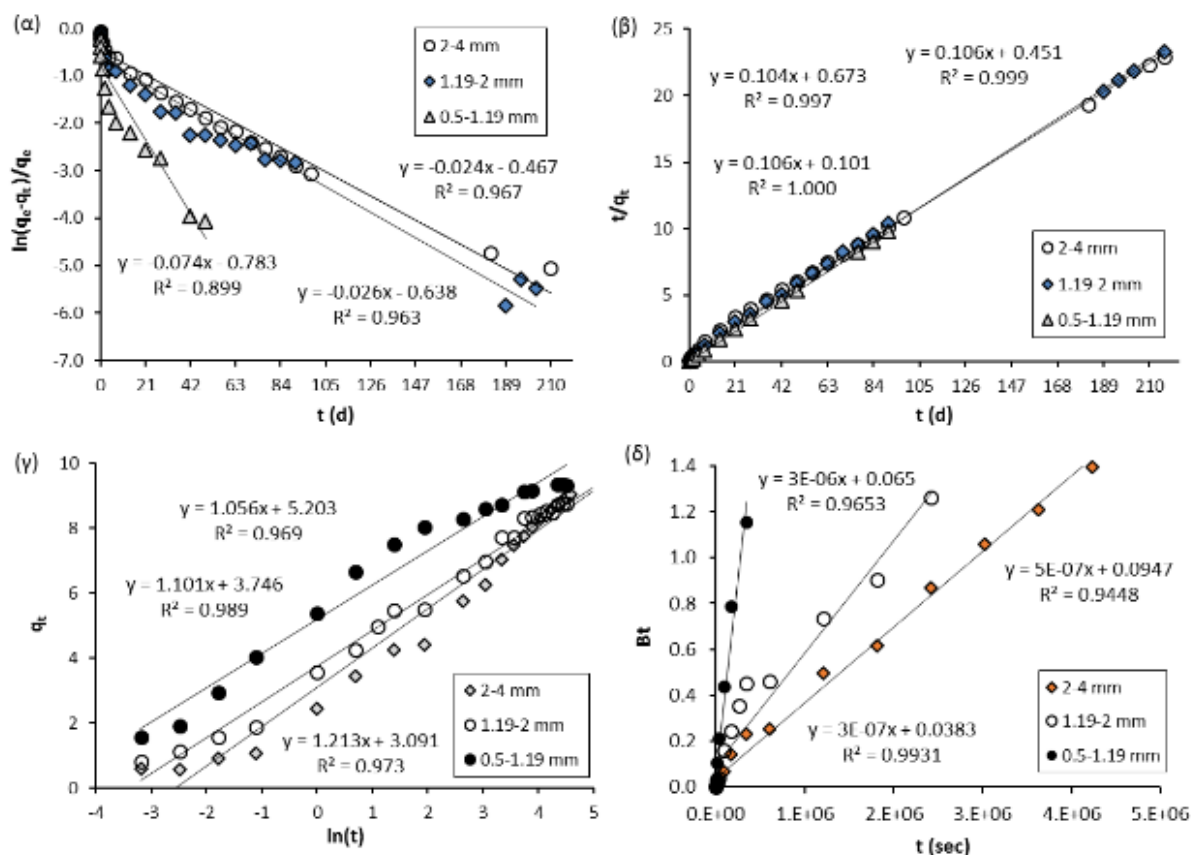 (α)
0.0
-1.0
-2.0
-3.0
-4.0
-5.0
-6.0
-7.0
ln(qe-qt)/qe
2-4 mm
1.19-2 mm
0.5-1.19 mm
y = -0.024x - 0.467
R² = 0.967
y = -0.074x - 0.783
R² = 0.899
y = -0.026x - 0.638
R² = 0.963
0 21 42 63 84 105 126 147 168 189 210
t (d)
(β)
25
20
15
10
5
0
t/qt
y = 0.106x + 0.451
R² = 0.999
y = 0.104x + 0.673
R² = 0.997
y = 0.106x + 0.101
R² = 1.000
2-4 mm
1.19 2 mm
0.5-1.19 mm
0 21 42 63 84 105 126 147 168 189 210
t (d)
(γ)
10
8
6
4
2
0
qt
y = 1.056x + 5.203
R² = 0.969
y = 1.101x + 3.746
R² = 0.989
y = 1.213x + 3.091
R² = 0.973
2-4 mm
1.19-2 mm
0.5-1.19 mm
-4 -3 -2 -1 0 1 2 3 4 5
ln(t)
(δ)
1.4
1.2
1.0
0.8
0.6
0.4
0.2
0.0
Bt
y = 3E-06x + 0.065
R² = 0.9653
y = 5E-07x + 0.0947
R² = 0.9448
y = 3E-07x + 0.0383
R² = 0.9931
2-4 mm
1.19-2 mm
0.5-1.19 mm
0.E+00 1.E+06 2.E+06 3.E+06 4.E+06 5.E+06
t (sec)